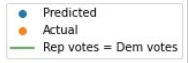 Predicted
Actual
Rep votes = Dem votes